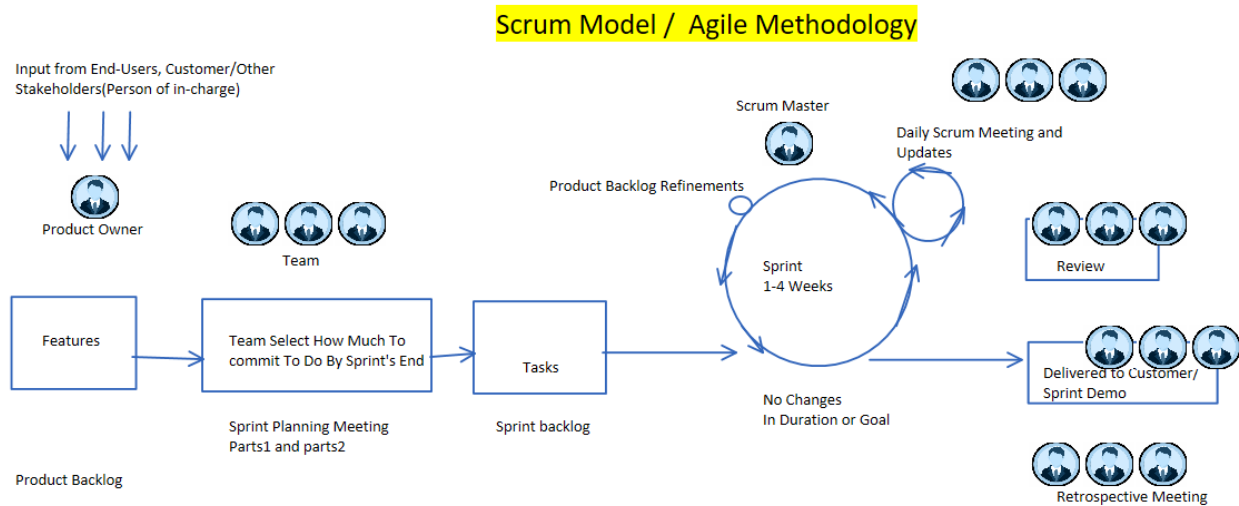 Scrum Model / Agile Methodology
Input from End-Users, Customer/Other
Stakeholders(Person of in-charge)
Product Owner
Team
Scrum Master
Daily Scrum Meeting and
Updates
Product Backlog Refinements
Features
Team Select How Much To
commit To Do By Sprint's End
Tasks
Sprint
1-4 Weeks
Review
Delivered to Customer/
Sprint Demo
Sprint Planning Meeting
Parts1 and parts2
Sprint backlog
No Changes
In Duration or Goal
Product Backlog
Retrospective Meeting